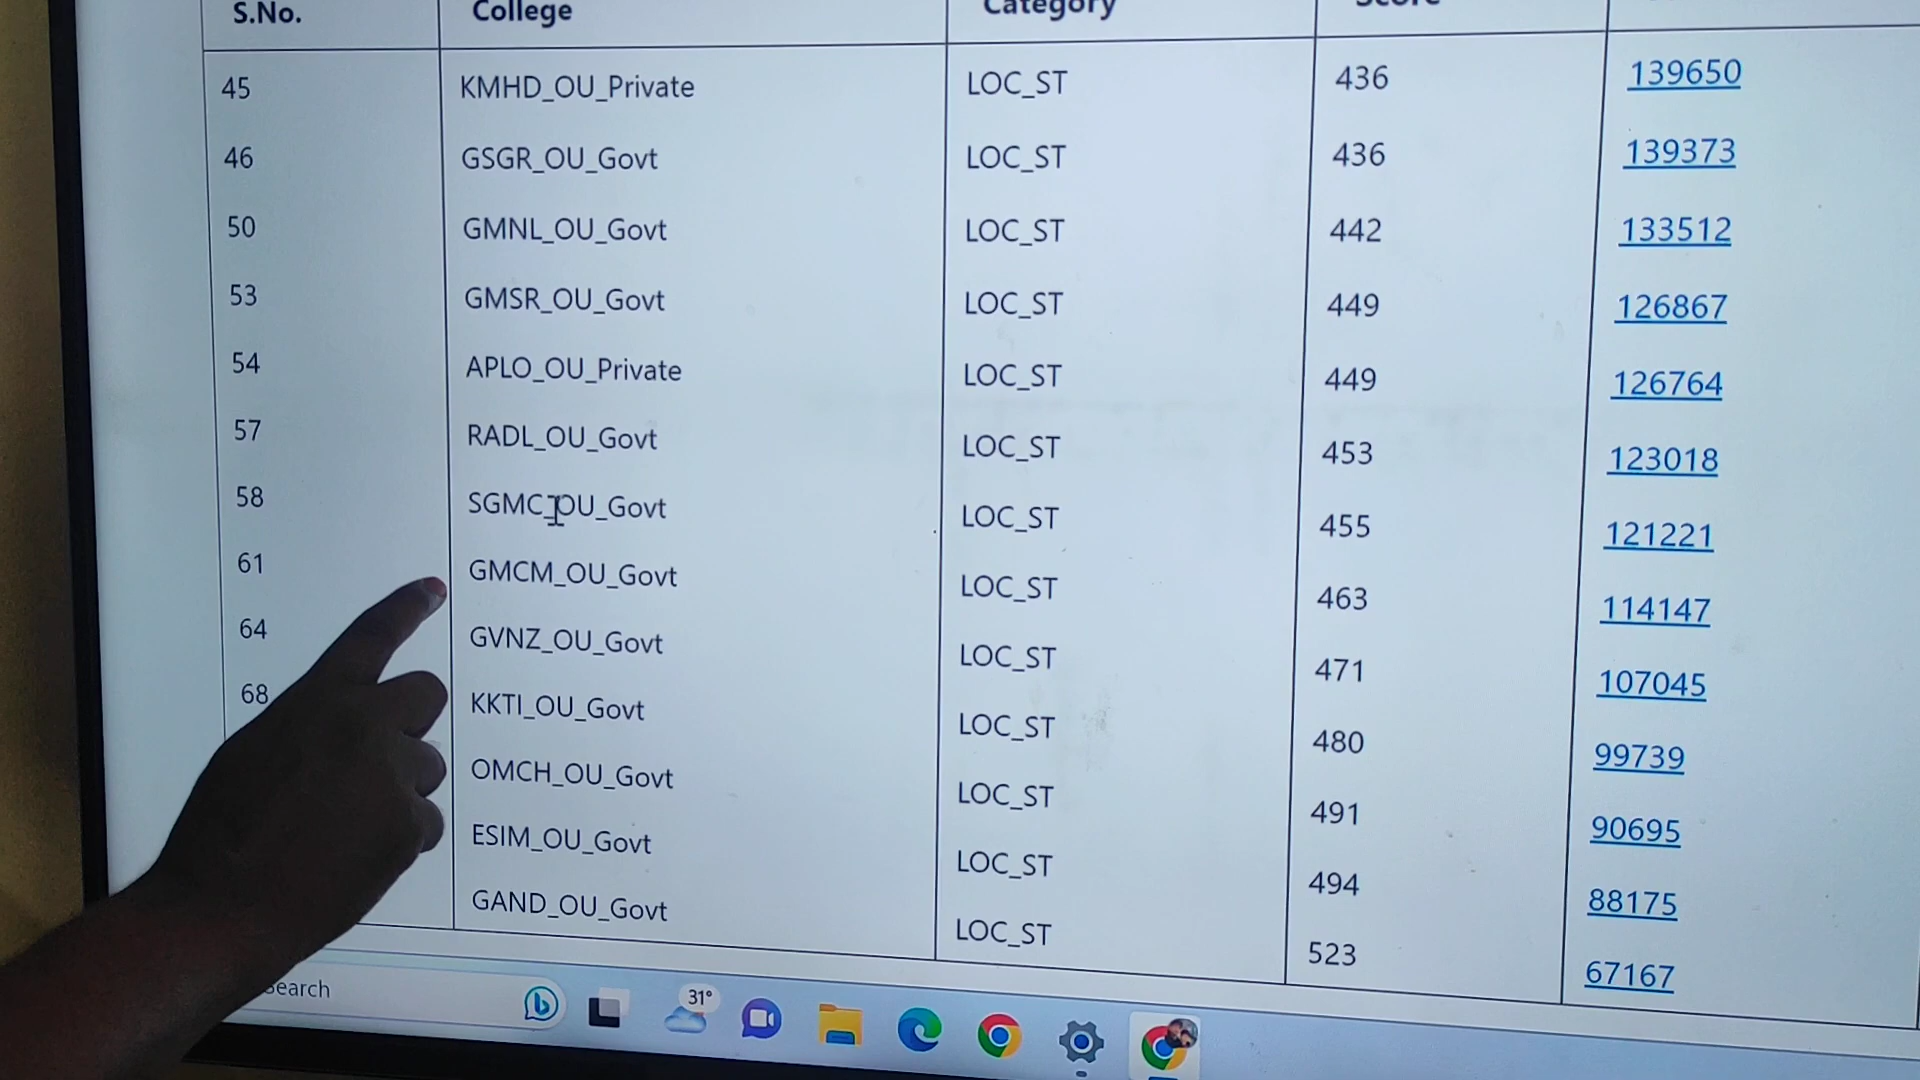 S.No. College Category Score
45 KMHD_OU_Private LOC_ST 436 139650
46 GSGR_OU_Govt LOC_ST 436 139373
50 GMNL_OU_Govt LOC_ST 442 133512
53 GMSR_OU_Govt LOC_ST 449 126867
54 APLO_OU_Private LOC_ST 449 126764
57 RADL_OU_Govt LOC_ST 453 123018
58 SGMC_OU_Govt LOC_ST 455 121221
61 GMCM_OU_Govt LOC_ST 463 114147
64 GVNZ_OU_Govt LOC_ST 471 107045
68 KKTI_OU_Govt LOC_ST 480 99739
OMCH_OU_Govt LOC_ST 491 90695
ESIM_OU_Govt LOC_ST 494 88175
GAND_OU_Govt LOC_ST 523 67167
Search 31°